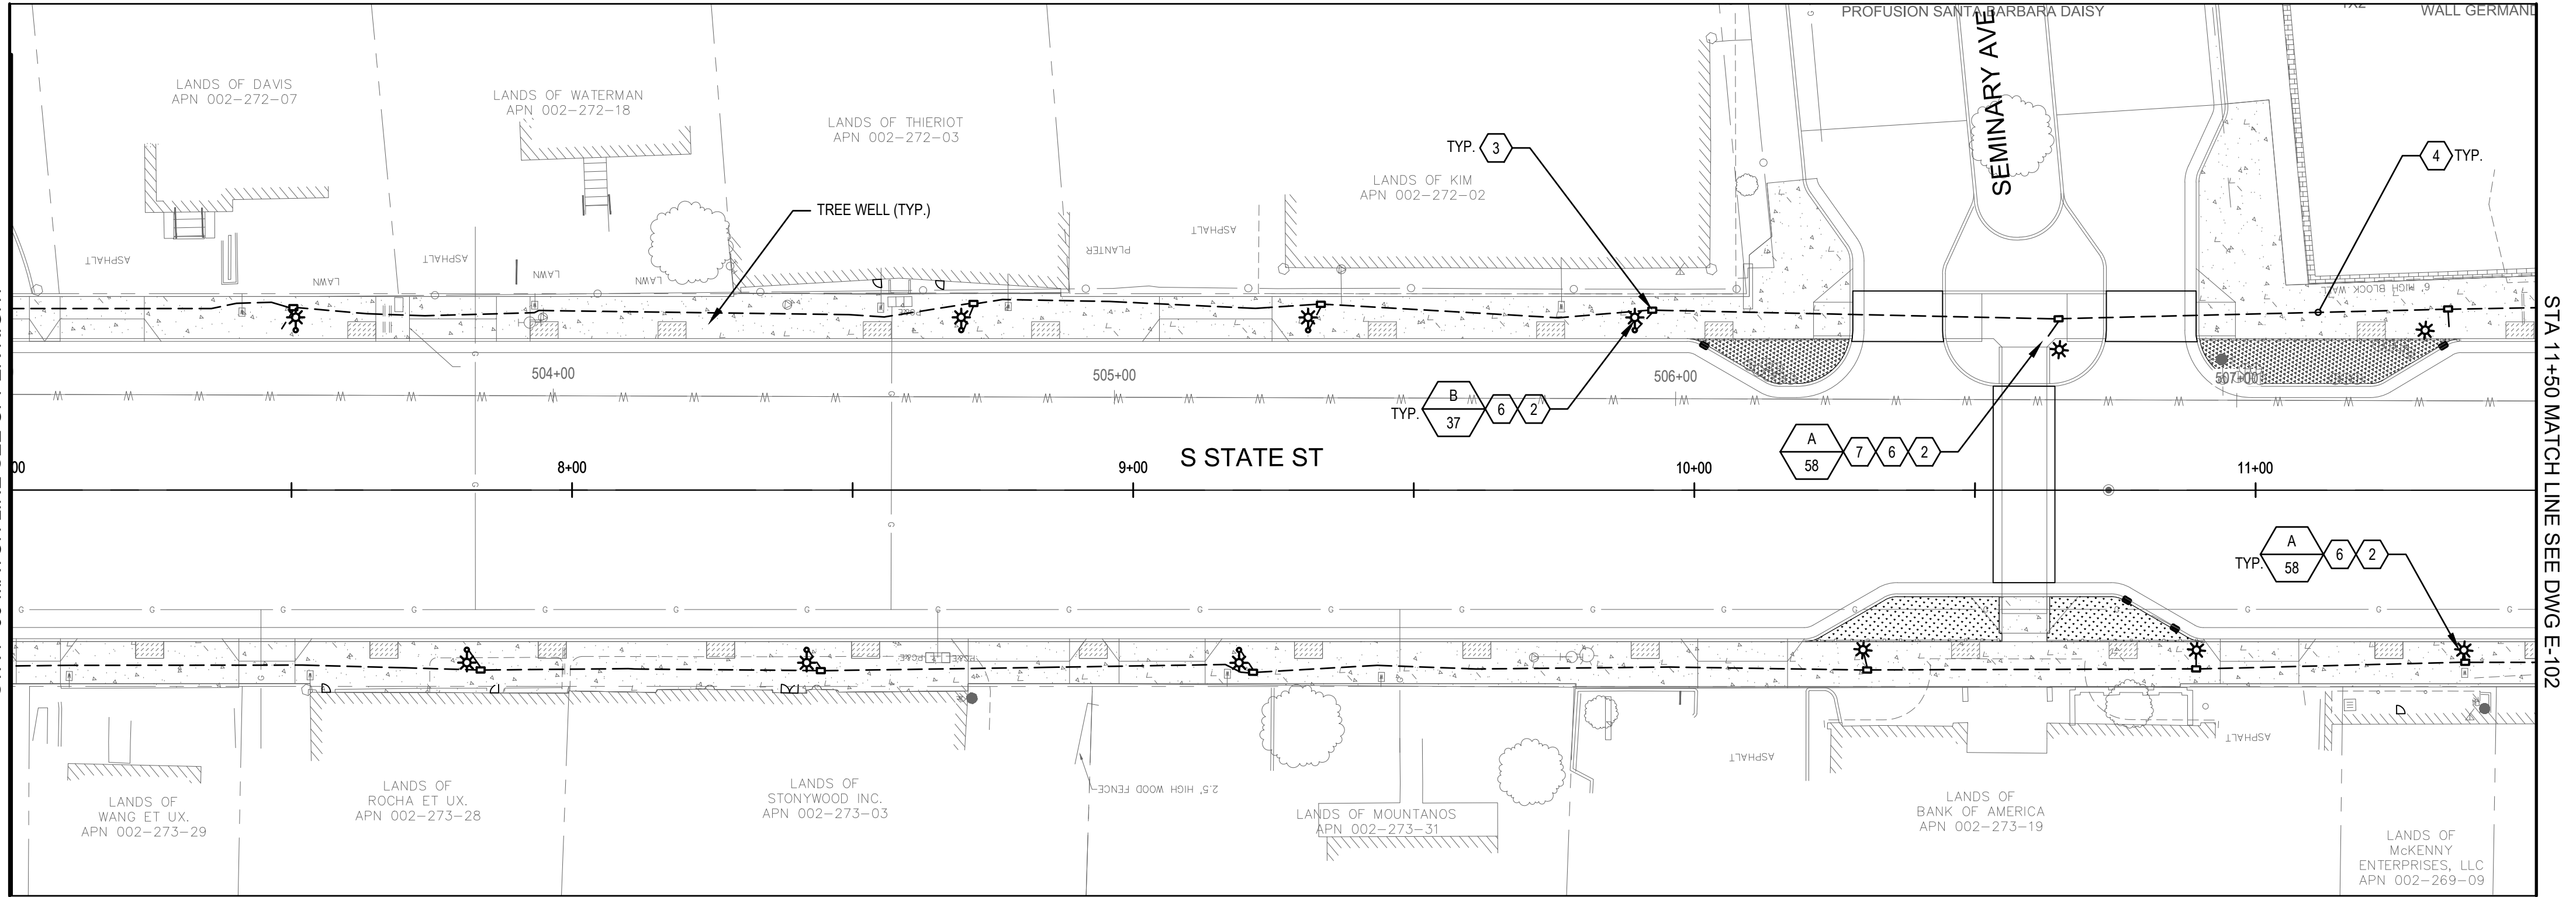 PROFUSION SANTA BARBARA DAISY
WALL GERMAND
SEMINARY AVE
LANDS OF DAVIS
APN 002-272-07
LANDS OF WATERMAN
APN 002-272-18
LANDS OF THIERIOT
APN 002-272-03
LANDS OF KIM
APN 002-272-02
TYP. 3
4 TYP.
TREE WELL (TYP.)
ASPHALT
LAWN
ASPHALT
LAWN
LAWN
PLANTER
ASPHALT
6' HIGH BLOCK WALL
G
PG&E
504+00
505+00
506+00
507+00
TYP. B 37 6 2
A 58 7 6 2
S STATE ST
00
8+00
9+00
10+00
11+00
TYP. A 58 6 2
STA 11+50 MATCH LINE SEE DWG E-102
G G G G G G G G G G G G G G G G G G G G
PG&E
PG&E
2.5' HIGH WOOD FENCE
ASPHALT
ASPHALT
LANDS OF
WANG ET UX.
APN 002-273-29
LANDS OF
ROCHA ET UX.
APN 002-273-28
LANDS OF
STONYWOOD INC.
APN 002-273-03
LANDS OF MOUNTANOS
APN 002-273-31
LANDS OF
BANK OF AMERICA
APN 002-273-19
LANDS OF
McKENNY
ENTERPRISES, LLC
APN 002-269-09